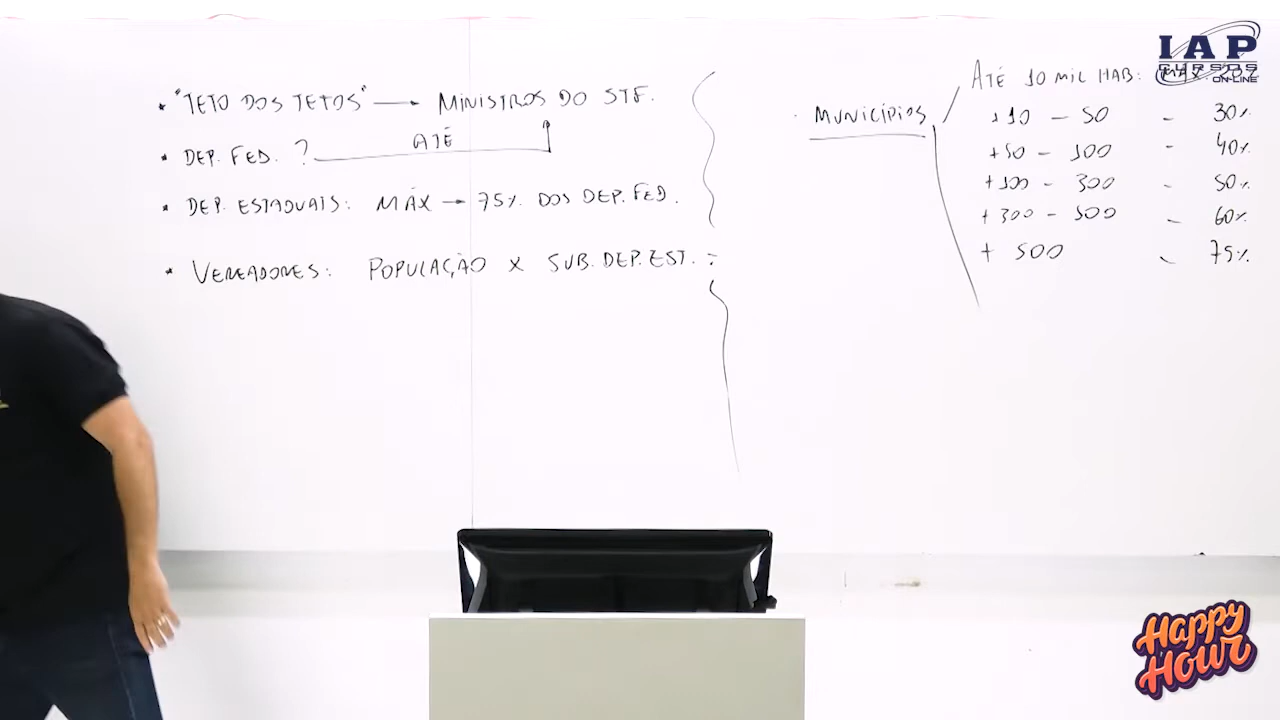 • "TETO DOS TETOS" → MINISTROS DO STF.
• DEP. FED. ? ATÉ
• DEP. ESTADUAIS: MÁX → 75% DOS DEP. FED.
• VEREADORES: POPULAÇÃO X SUB. DEP. EST. :
• MUNICÍPIOS
ATÉ 10 MIL HAB: MÁX. 20%
+10 - 50 - 30%
+50 - 100 - 40%
+100 - 300 - 50%
+300 - 500 - 60%
+ 500 - 75%
IAP
CURSOS
ON-LINE
Happy
Hour